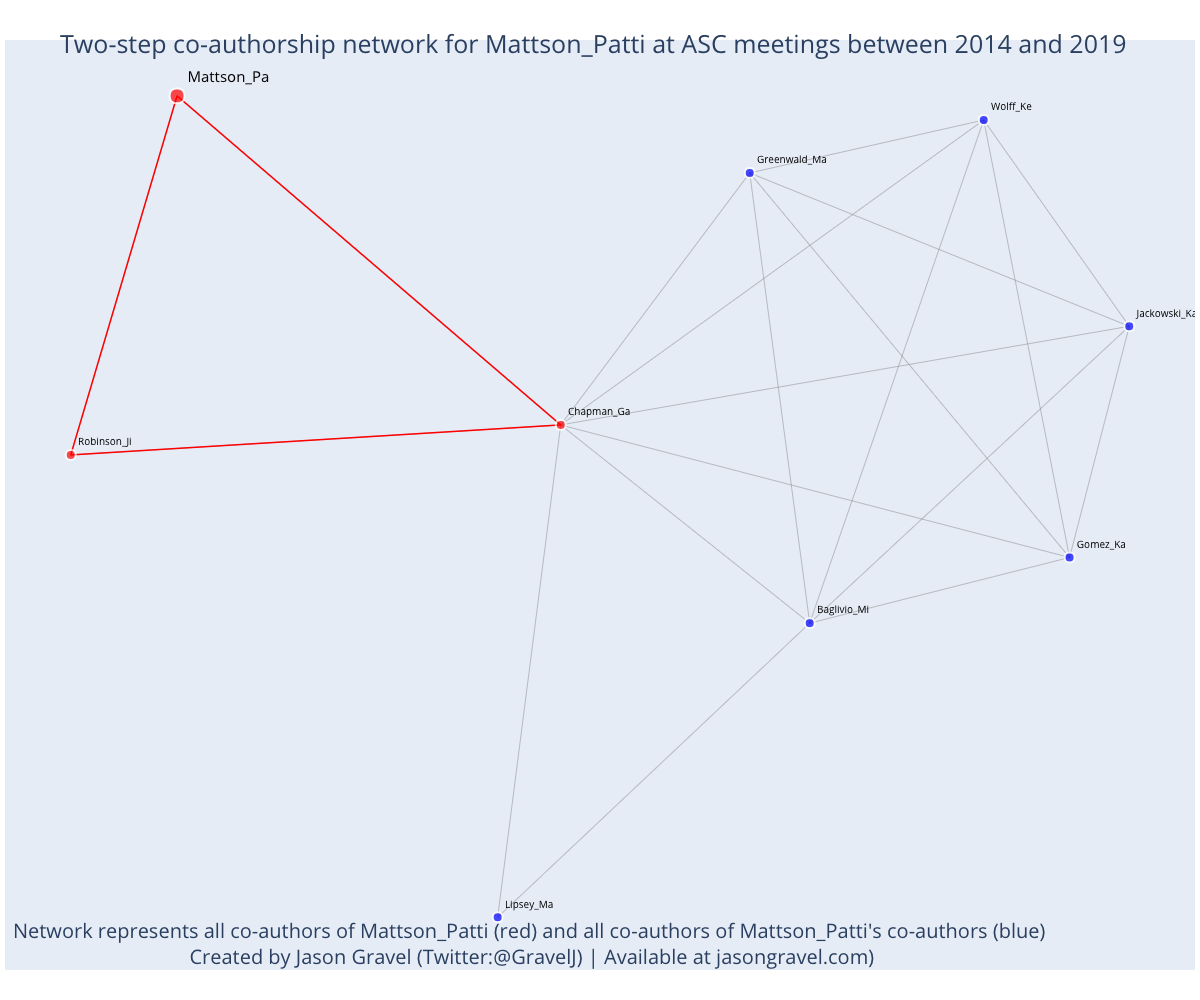 Two-step co-authorship network for Mattson_Patti at ASC meetings between 2014 and 2019
Mattson_Pa
Wolff_Ke
Greenwald_Ma
Jackowski_Ka
Chapman_Ga
Robinson_Ji
Gomez_Ka
Baglivio_Mi
Lipsey_Ma
Network represents all co-authors of Mattson_Patti (red) and all co-authors of Mattson_Patti's co-authors (blue)
Created by Jason Gravel (Twitter:@GravelJ) | Available at jasongravel.com)